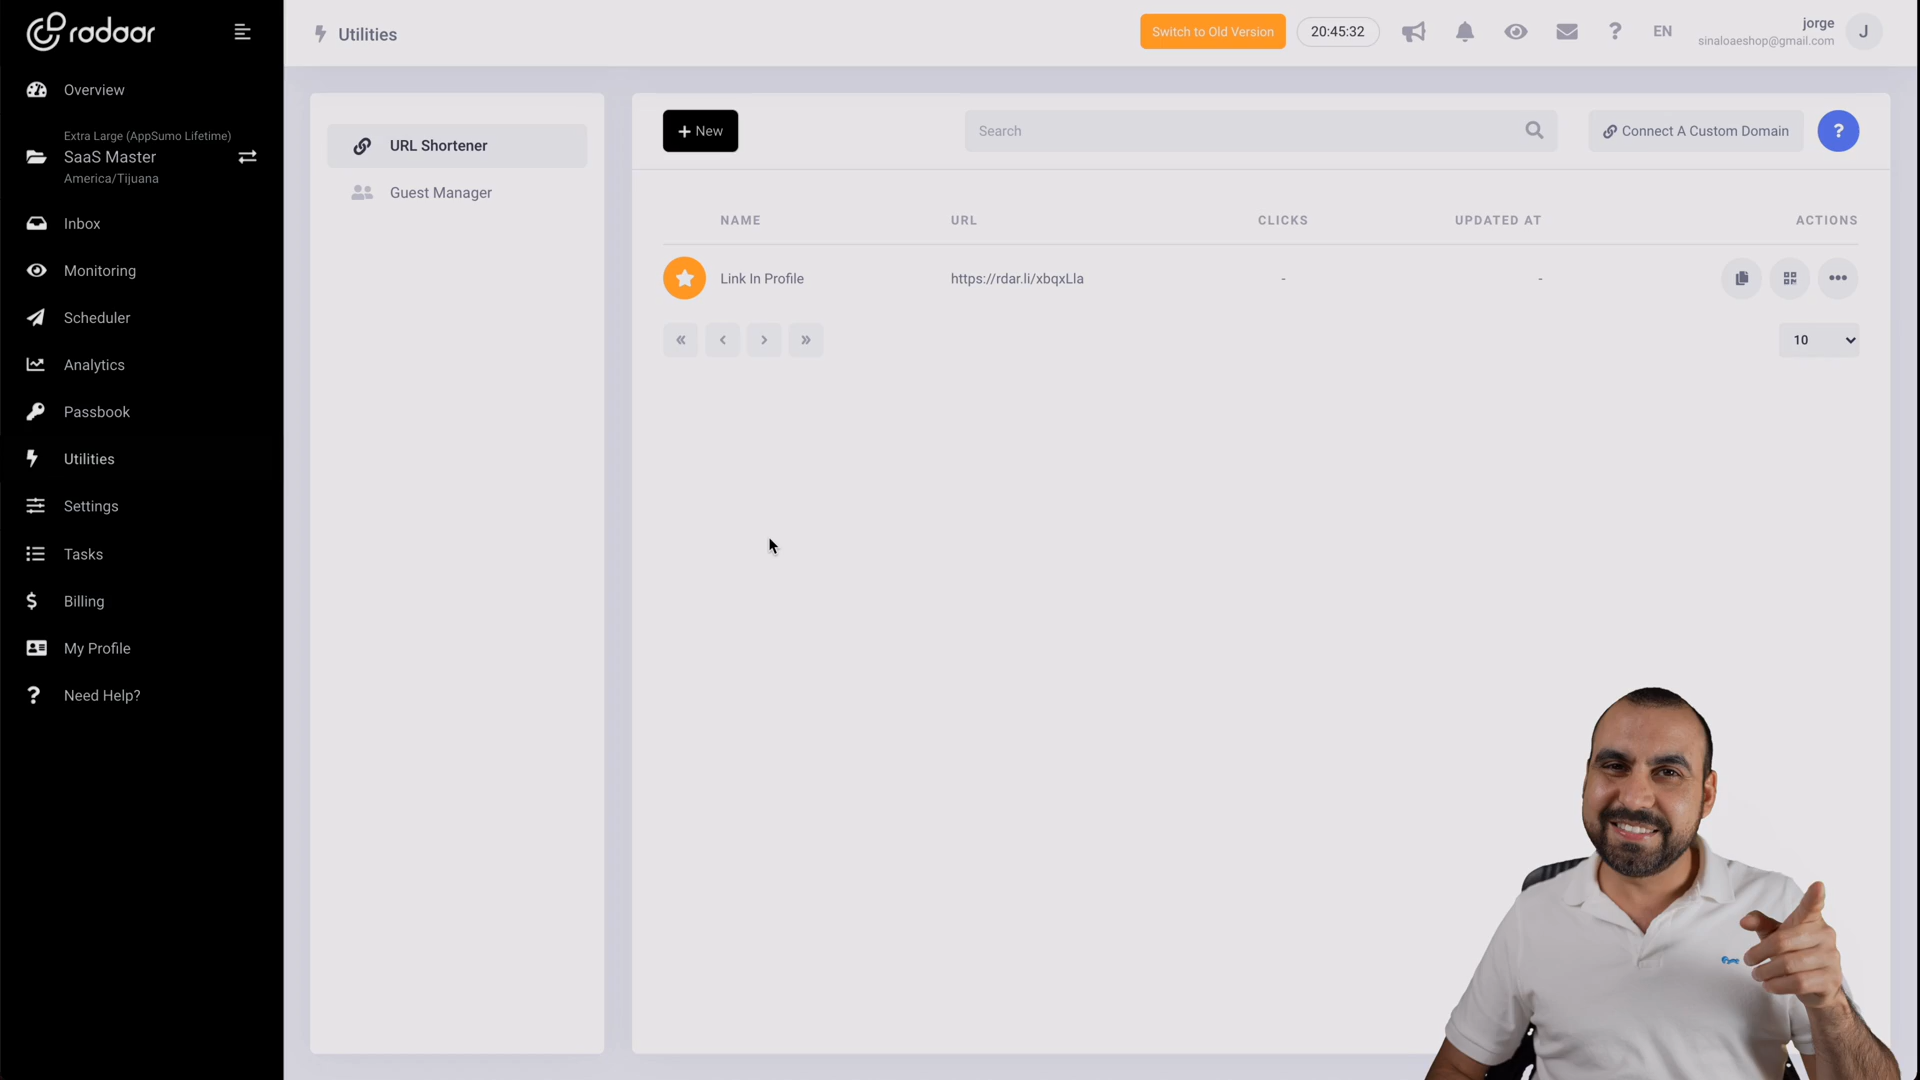 radaar
Utilities
Switch to Old Version
20:45:32
EN
jorge
sinaloaeshop@gmail.com
J
Overview
Extra Large (AppSumo Lifetime)
SaaS Master
America/Tijuana
Inbox
Monitoring
Scheduler
Analytics
Passbook
Utilities
Settings
Tasks
Billing
My Profile
Need Help?
URL Shortener
Guest Manager
+ New
Search
Connect A Custom Domain
?
NAME URL CLICKS UPDATED AT ACTIONS
Link In Profile https://rdar.li/xbqxLla - -
« ‹ › »
10